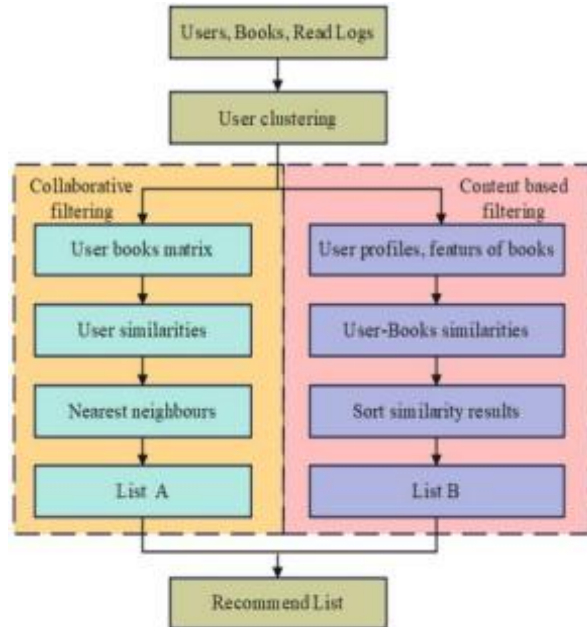 Users, Books, Read Logs
User clustering
Collaborative
filtering
User books matrix
User similarities
Nearest neighbours
List A
Content based
filtering
User profiles, featurs of books
User-Books similarities
Sort similarity results
List B
Recommend List